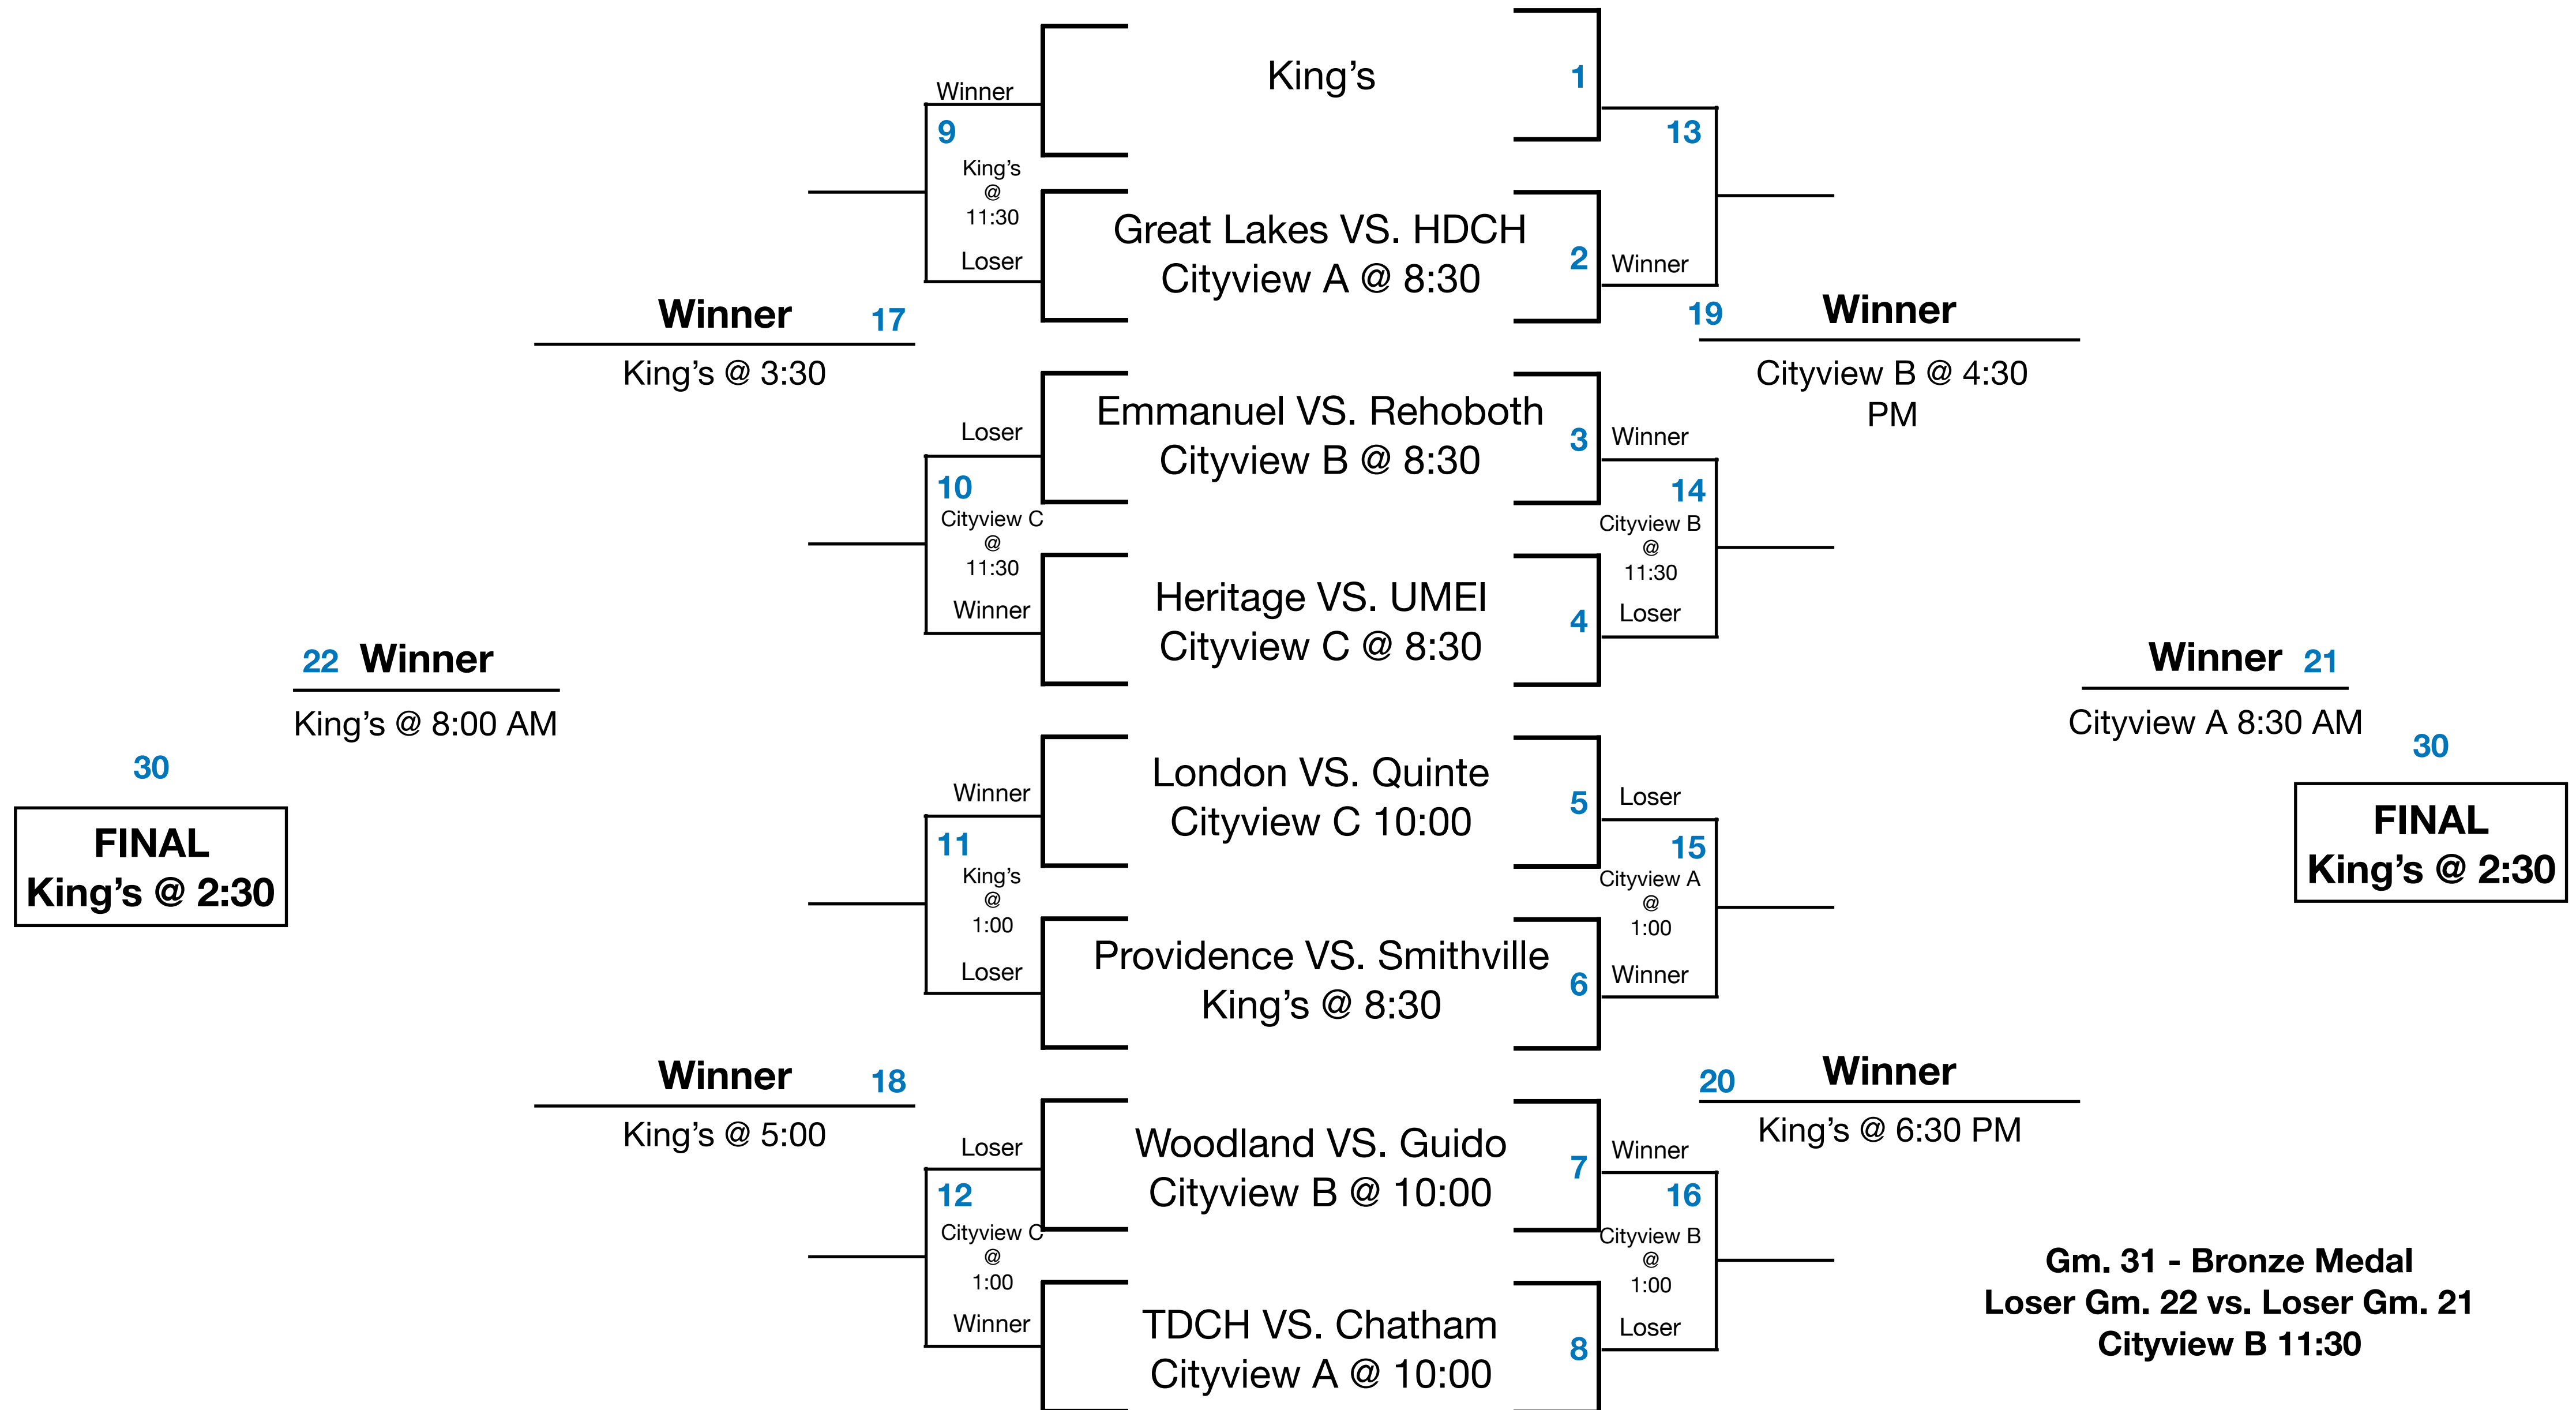 King’s
1
Winner
9
King’s
@
11:30
Loser
13
Great Lakes VS. HDCH
Cityview A @ 8:30
2
Winner
Winner 17
King’s @ 3:30
19 Winner
Cityview B @ 4:30
PM
Emmanuel VS. Rehoboth
Cityview B @ 8:30
3
Loser
10
Cityview C
@
11:30
Winner
Winner
14
Cityview B
@
11:30
Loser
Heritage VS. UMEI
Cityview C @ 8:30
4
22 Winner
King’s @ 8:00 AM
Winner 21
Cityview A 8:30 AM
30
FINAL
King’s @ 2:30
30
FINAL
King’s @ 2:30
London VS. Quinte
Cityview C 10:00
5
Winner
11
King’s
@
1:00
Loser
Loser
15
Cityview A
@
1:00
Winner
Providence VS. Smithville
King’s @ 8:30
6
Winner 18
King’s @ 5:00
20 Winner
King’s @ 6:30 PM
Woodland VS. Guido
Cityview B @ 10:00
7
Loser
12
Cityview C
@
1:00
Winner
Winner
16
Cityview B
@
1:00
Loser
TDCH VS. Chatham
Cityview A @ 10:00
8
Gm. 31 - Bronze Medal
Loser Gm. 22 vs. Loser Gm. 21
Cityview B 11:30